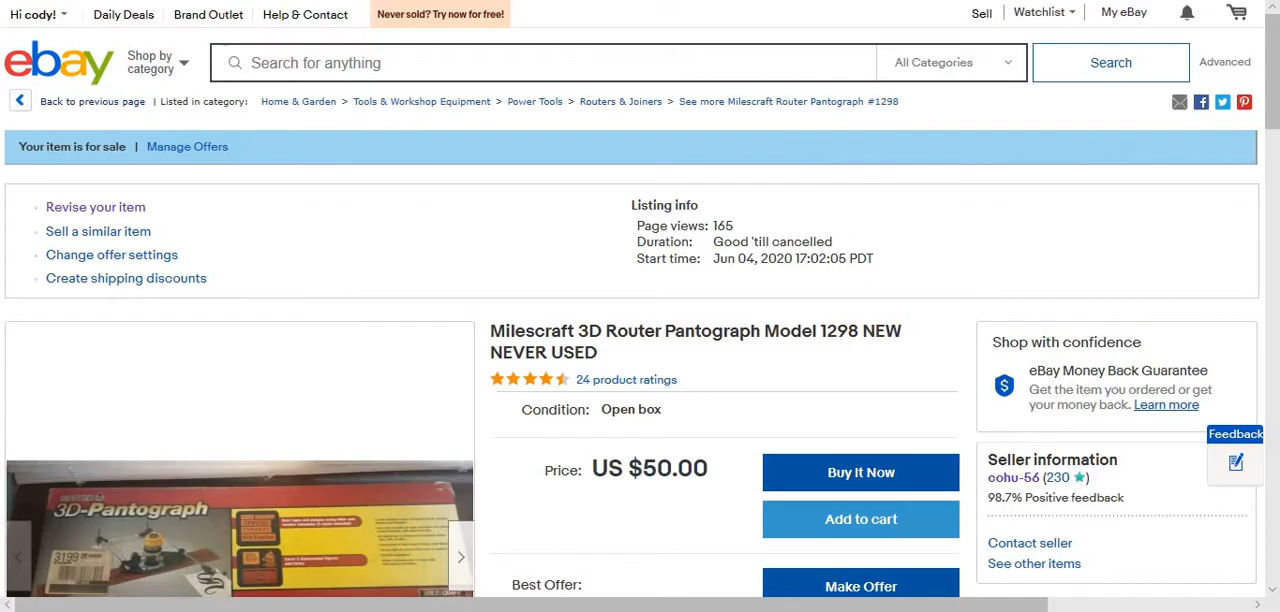 Hi cody!
Daily Deals
Brand Outlet
Help & Contact
Never sold? Try now for free!
Sell
Watchlist
My eBay
ebay
Shop by category
Search for anything
All Categories
Search
Advanced
Back to previous page | Listed in category: Home & Garden > Tools & Workshop Equipment > Power Tools > Routers & Joiners > See more Milescraft Router Pantograph #1298
Your item is for sale | Manage Offers
Revise your item
Sell a similar item
Change offer settings
Create shipping discounts
Listing info
Page views: 165
Duration: Good 'till cancelled
Start time: Jun 04, 2020 17:02:05 PDT
Milescraft 3D Router Pantograph Model 1298 NEW
NEVER USED
24 product ratings
Condition: Open box
Price: US $50.00
Buy It Now
Add to cart
Best Offer:
Make Offer
Shop with confidence
eBay Money Back Guarantee
Get the item you ordered or get
your money back. Learn more
Feedback
Seller information
cohu-56 (230)
98.7% Positive feedback
Contact seller
See other items
3D-Pantograph
3199